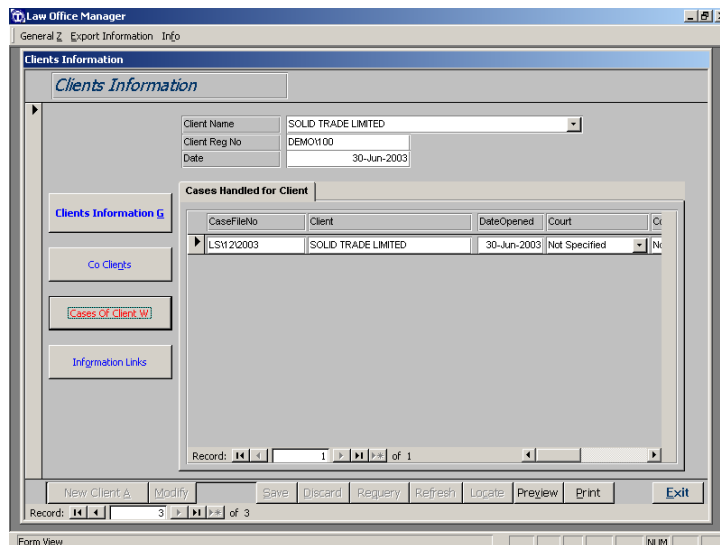 Law Office Manager
General Z Export Information Info
Clients Information
Clients Information
Client Name SOLID TRADE LIMITED
Client Reg No DEMO\100
Date 30-Jun-2003
Cases Handled for Client
Clients Information G
CaseFileNo Client DateOpened Court Co
LS\12\2003 SOLID TRADE LIMITED 30-Jun-2003 Not Specified No
Co Clients
Cases Of Client W
Information Links
Record: 1 of 1
New Client A Modify Save Discard Requery Refresh Locate Preview Print Exit
Record: 3 of 3
Form View NUM